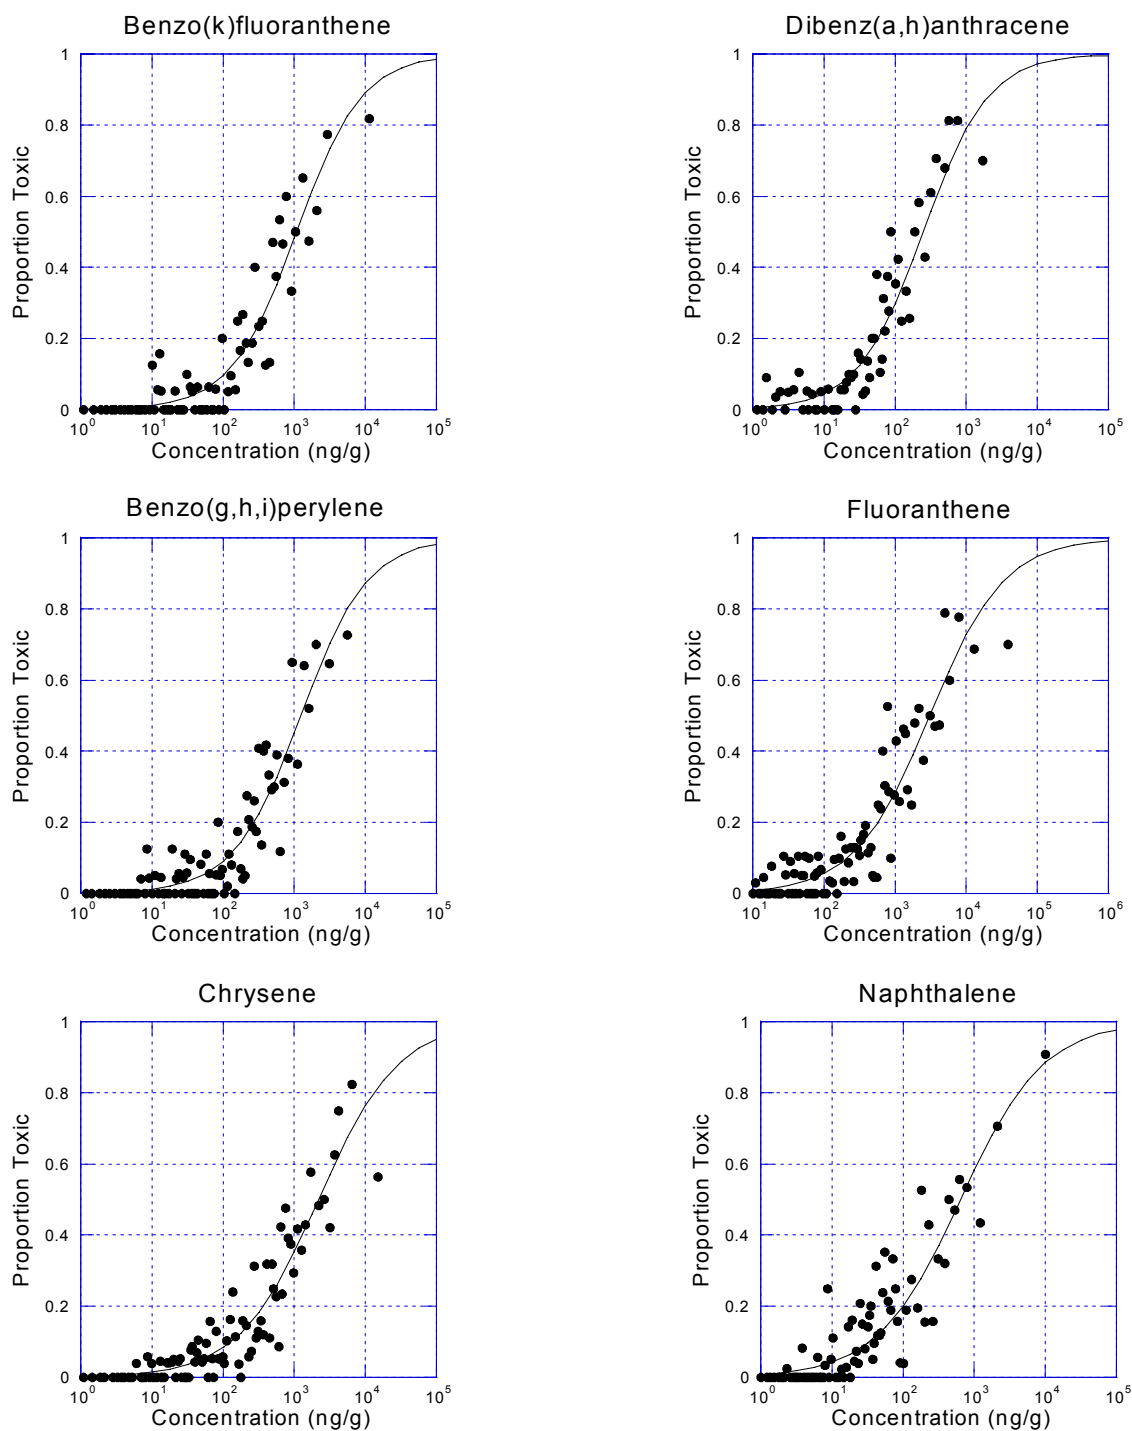 Benzo(k)fluoranthene
Proportion Toxic
1
0.8
0.6
0.4
0.2
0
10^0 10^1 10^2 10^3 10^4 10^5
Concentration (ng/g)
Dibenz(a,h)anthracene
Proportion Toxic
1
0.8
0.6
0.4
0.2
0
10^0 10^1 10^2 10^3 10^4 10^5
Concentration (ng/g)
Benzo(g,h,i)perylene
Proportion Toxic
1
0.8
0.6
0.4
0.2
0
10^0 10^1 10^2 10^3 10^4 10^5
Concentration (ng/g)
Fluoranthene
Proportion Toxic
1
0.8
0.6
0.4
0.2
0
10^1 10^2 10^3 10^4 10^5 10^6
Concentration (ng/g)
Chrysene
Proportion Toxic
1
0.8
0.6
0.4
0.2
0
10^0 10^1 10^2 10^3 10^4 10^5
Concentration (ng/g)
Naphthalene
Proportion Toxic
1
0.8
0.6
0.4
0.2
0
10^0 10^1 10^2 10^3 10^4 10^5
Concentration (ng/g)